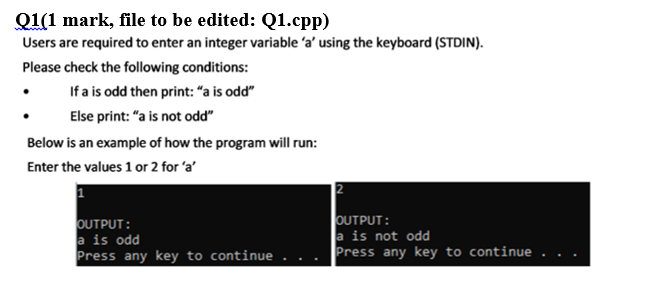 Q1(1 mark, file to be edited: Q1.cpp)
Users are required to enter an integer variable ‘a’ using the keyboard (STDIN).
Please check the following conditions:
• If a is odd then print: “a is odd”
• Else print: “a is not odd”
Below is an example of how the program will run:
Enter the values 1 or 2 for ‘a’
1
OUTPUT:
a is odd
Press any key to continue . . .
2
OUTPUT:
a is not odd
Press any key to continue . . .